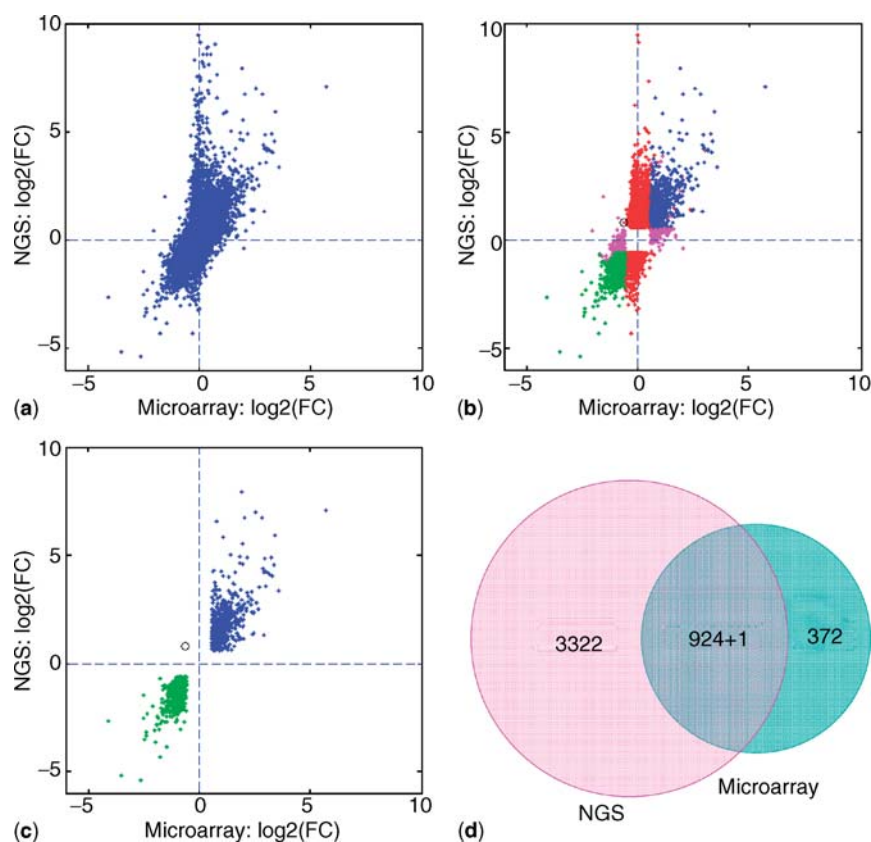 10
5
0
−5
NGS: log2(FC)
−5 0 5 10
(a) Microarray: log2(FC)
10
5
0
−5
NGS: log2(FC)
−5 0 5 10
(b) Microarray: log2(FC)
10
5
0
−5
NGS: log2(FC)
−5 0 5 10
(c) Microarray: log2(FC)
3322
924+1
372
Microarray
NGS
(d)